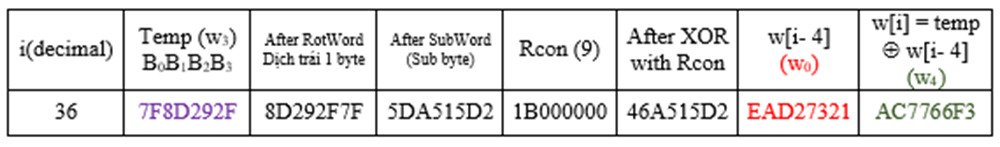 i(decimal)
Temp (w₃)
B₀B₁B₂B₃
After RotWord
Dịch trái 1 byte
After SubWord
(Sub byte)
Rcon (9)
After XOR
with Rcon
w[i- 4]
(w₀)
w[i] = temp
⊕ w[i- 4]
(w₄)
36
7F8D292F
8D292F7F
5DA515D2
1B000000
46A515D2
EAD27321
AC7766F3